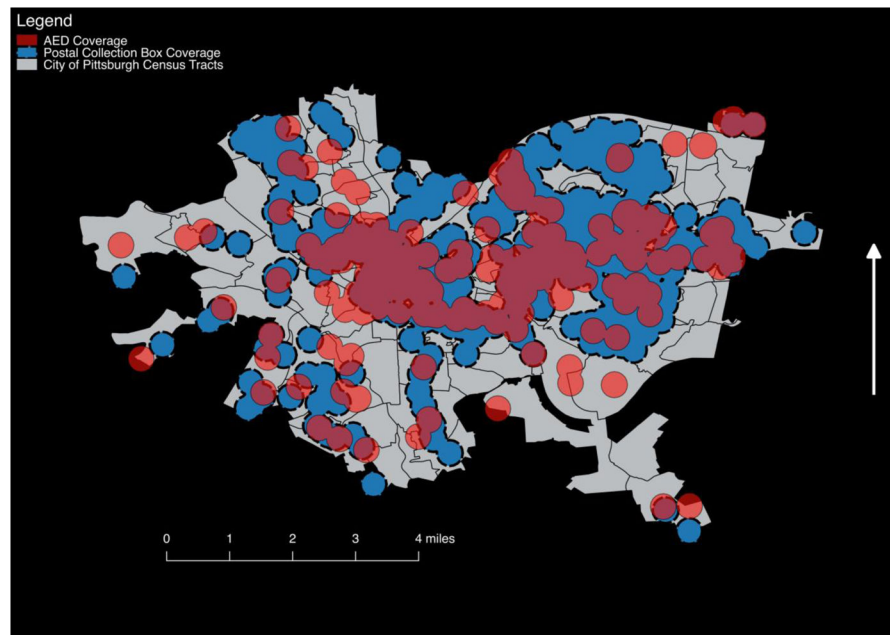 Legend
AED Coverage
Postal Collection Box Coverage
City of Pittsburgh Census Tracts
0 1 2 3 4 miles